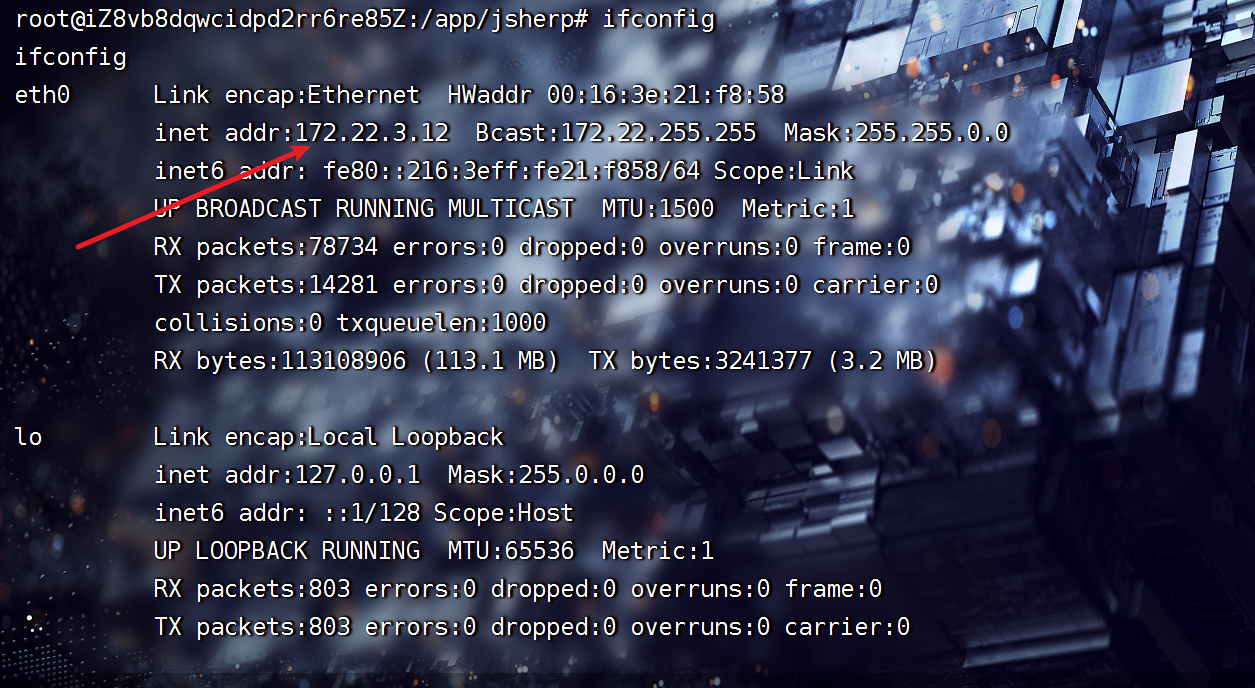 root@iZ8vb8dqwcidpd2rr6re85Z:/app/jsherp# ifconfig
ifconfig
eth0      Link encap:Ethernet  HWaddr 00:16:3e:21:f8:58
          inet addr:172.22.3.12  Bcast:172.22.255.255  Mask:255.255.0.0
          inet6 addr: fe80::216:3eff:fe21:f858/64 Scope:Link
          UP BROADCAST RUNNING MULTICAST  MTU:1500  Metric:1
          RX packets:78734 errors:0 dropped:0 overruns:0 frame:0
          TX packets:14281 errors:0 dropped:0 overruns:0 carrier:0
          collisions:0 txqueuelen:1000
          RX bytes:113108906 (113.1 MB)  TX bytes:3241377 (3.2 MB)
lo        Link encap:Local Loopback
          inet addr:127.0.0.1  Mask:255.0.0.0
          inet6 addr: ::1/128 Scope:Host
          UP LOOPBACK RUNNING  MTU:65536  Metric:1
          RX packets:803 errors:0 dropped:0 overruns:0 frame:0
          TX packets:803 errors:0 dropped:0 overruns:0 carrier:0